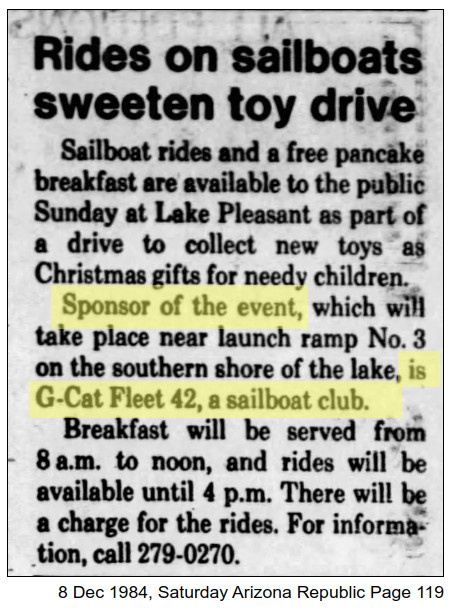 Rides on sailboats
sweeten toy drive
Sailboat rides and a free pancake
breakfast are available to the public
Sunday at Lake Pleasant as part of
a drive to collect new toys as
Christmas gifts for needy children.
Sponsor of the event, which will
take place near launch ramp No. 3
on the southern shore of the lake, is
G-Cat Fleet 42, a sailboat club.
Breakfast will be served from
8 a.m. to noon, and rides will be
available until 4 p.m. There will be
a charge for the rides. For informa-
tion, call 279-0270.
8 Dec 1984, Saturday Arizona Republic Page 119